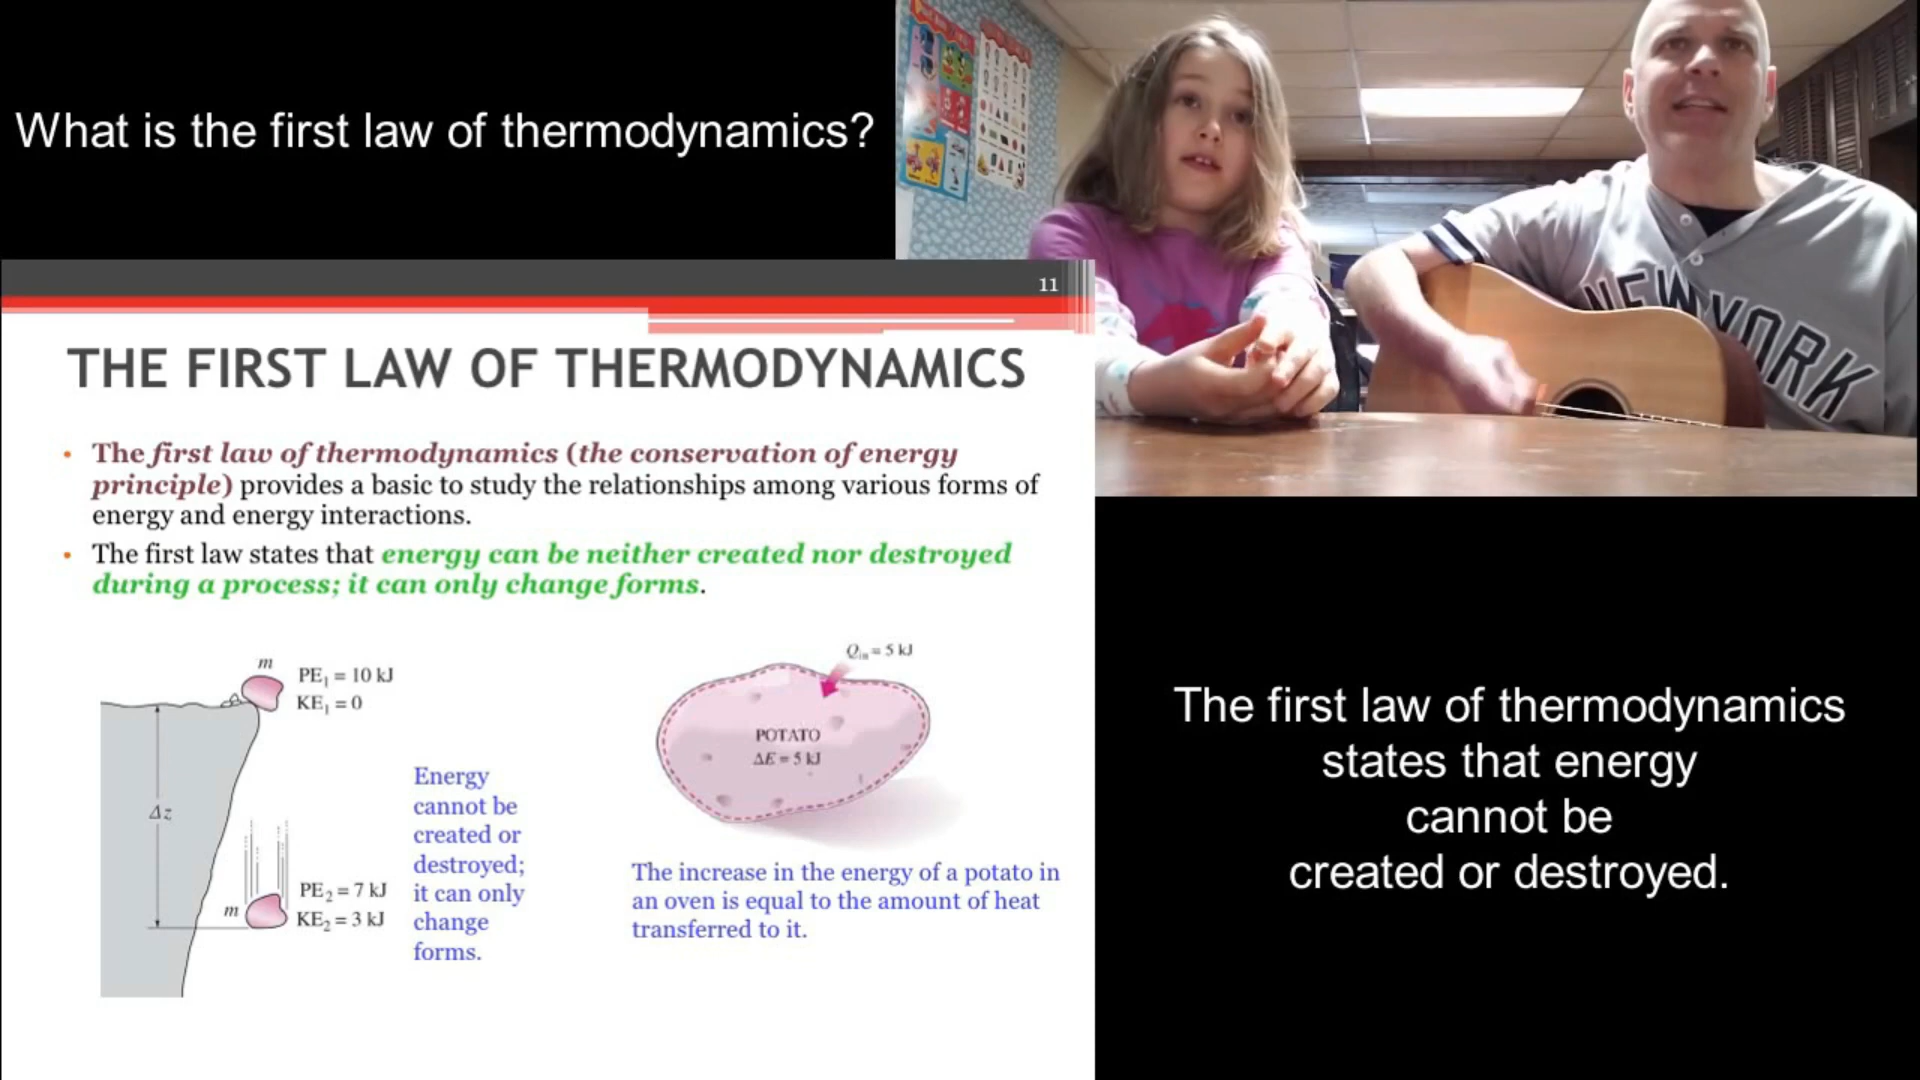 What is the first law of thermodynamics?
NEW YORK
11
THE FIRST LAW OF THERMODYNAMICS
• The first law of thermodynamics (the conservation of energy
principle) provides a basic to study the relationships among various forms of
energy and energy interactions.
• The first law states that energy can be neither created nor destroyed
during a process; it can only change forms.
m
PE₁ = 10 kJ
KE₁ = 0
Δz
m
PE₂ = 7 kJ
KE₂ = 3 kJ
Energy
cannot be
created or
destroyed;
it can only
change
forms.
Qin = 5 kJ
POTATO
ΔE = 5 kJ
The increase in the energy of a potato in
an oven is equal to the amount of heat
transferred to it.
The first law of thermodynamics
states that energy
cannot be
created or destroyed.